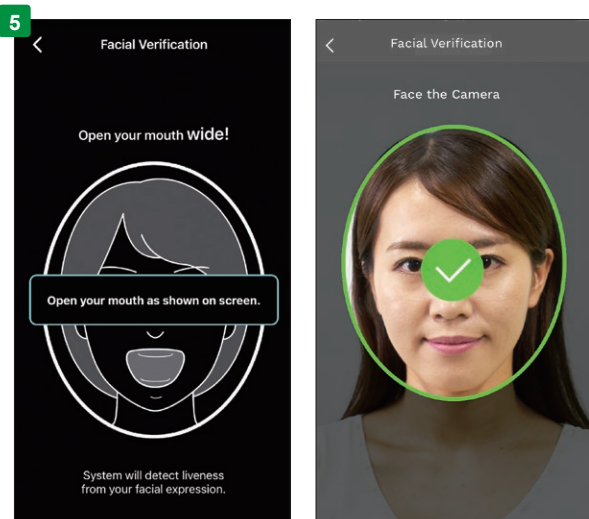 5
Facial Verification
Open your mouth wide!
Open your mouth as shown on screen.
System will detect liveness
from your facial expression.
Facial Verification
Face the Camera